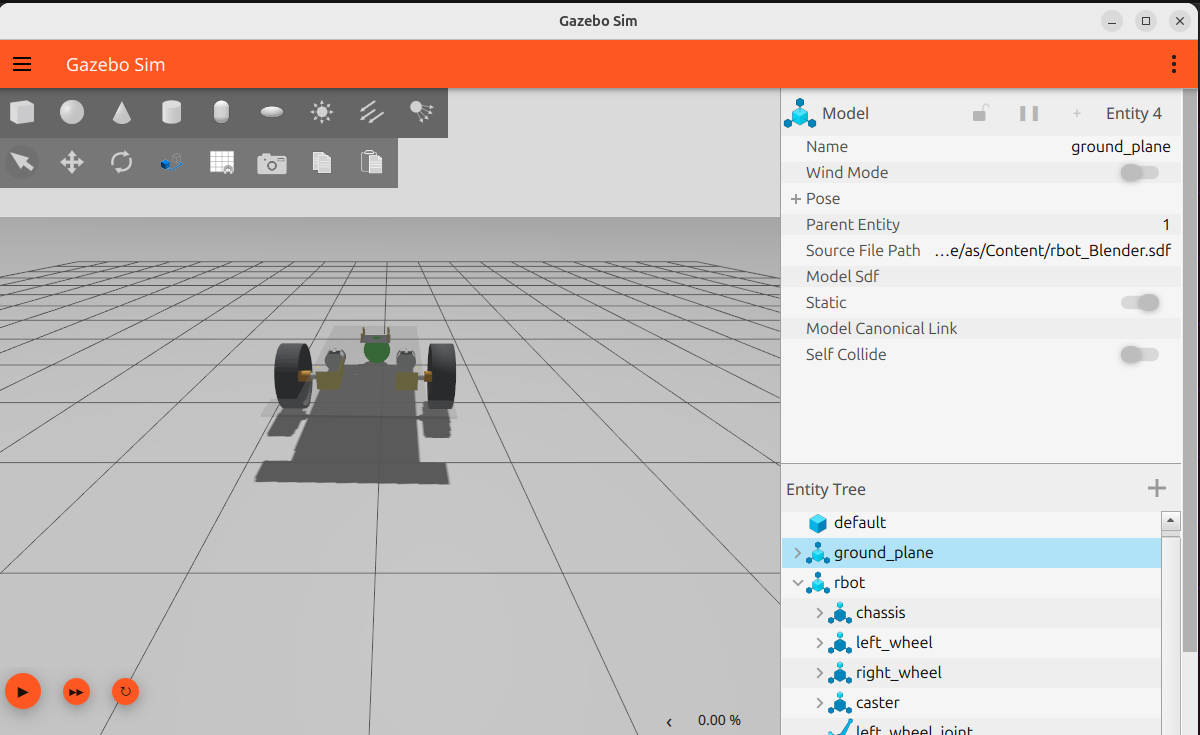 Gazebo Sim
Gazebo Sim
Model
Entity 4
Name
ground_plane
Wind Mode
Pose
Parent Entity
1
Source File Path
...e/as/Content/rbot_Blender.sdf
Model Sdf
Static
Model Canonical Link
Self Collide
Entity Tree
default
ground_plane
rbot
chassis
left_wheel
right_wheel
caster
left_wheel_joint
0.00 %